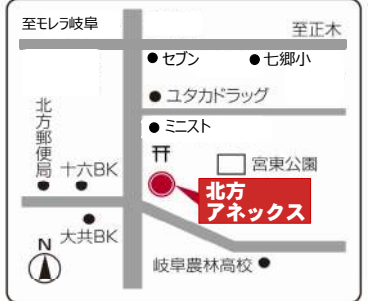 至モレラ岐阜
至正木
●セブン
●七郷小
●ユタカドラッグ
●ミニスト
北方郵便局
十六BK
宮東公園
北方
アネックス
大共BK
N
岐阜農林高校●